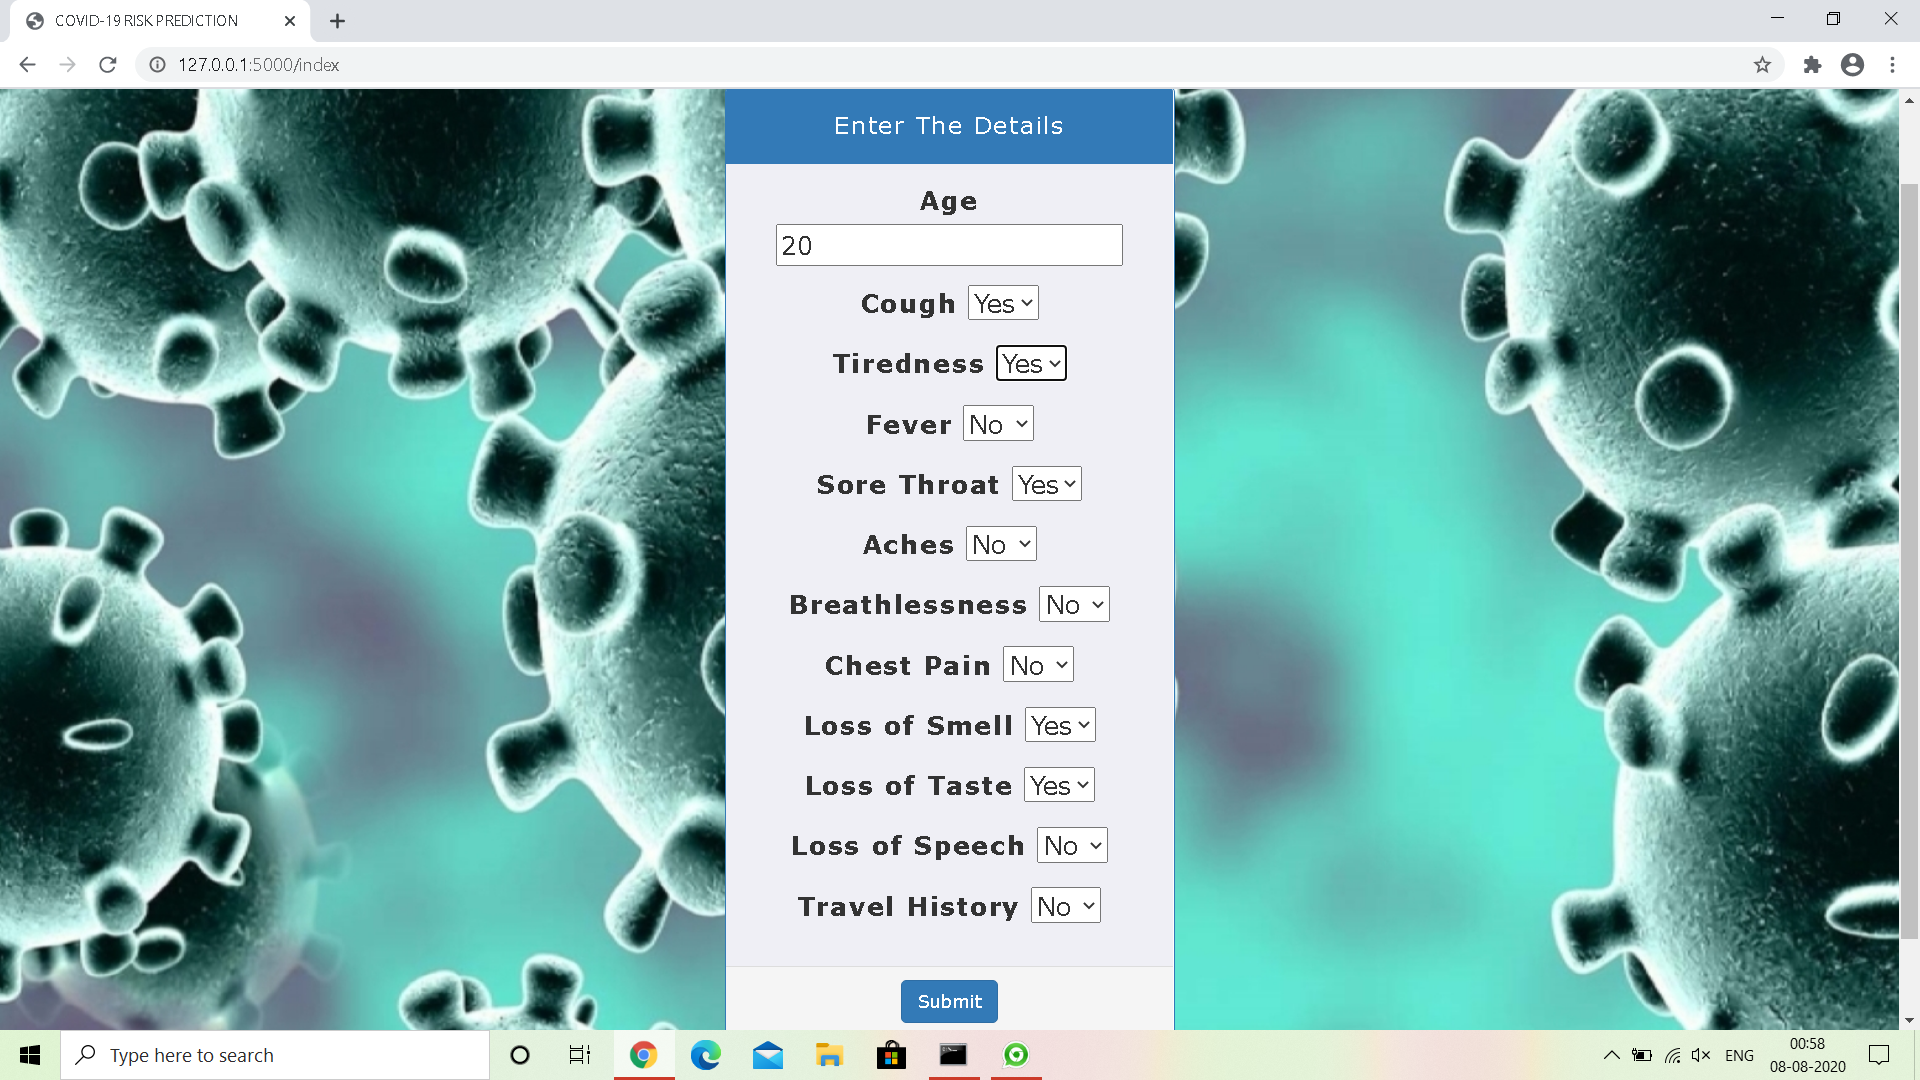 COVID-19 RISK PREDICTION
127.0.0.1:5000/index
Enter The Details
Age
20
Cough Yes
Tiredness Yes
Fever No
Sore Throat Yes
Aches No
Breathlessness No
Chest Pain No
Loss of Smell Yes
Loss of Taste Yes
Loss of Speech No
Travel History No
Submit
Type here to search
ENG
00:58
08-08-2020